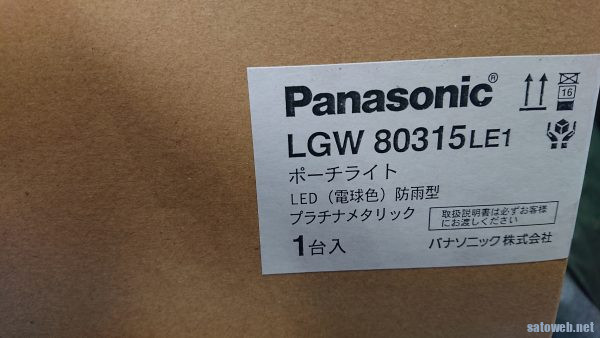 Panasonic®
LGW 80315 LE1
16
ポーチライト
LED（電球色）防雨型
プラチナメタリック
取扱説明書は必ずお客様
にお渡しください
1台入
パナソニック株式会社
satoweb.net